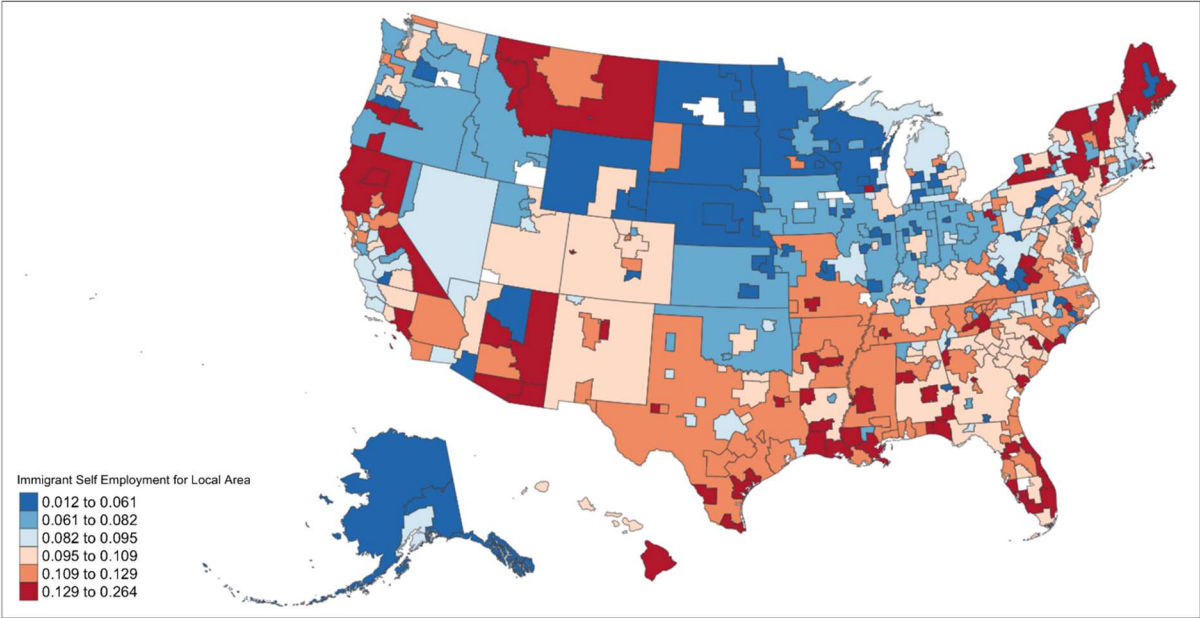 Immigrant Self Employment for Local Area
0.012 to 0.061
0.061 to 0.082
0.082 to 0.095
0.095 to 0.109
0.109 to 0.129
0.129 to 0.264